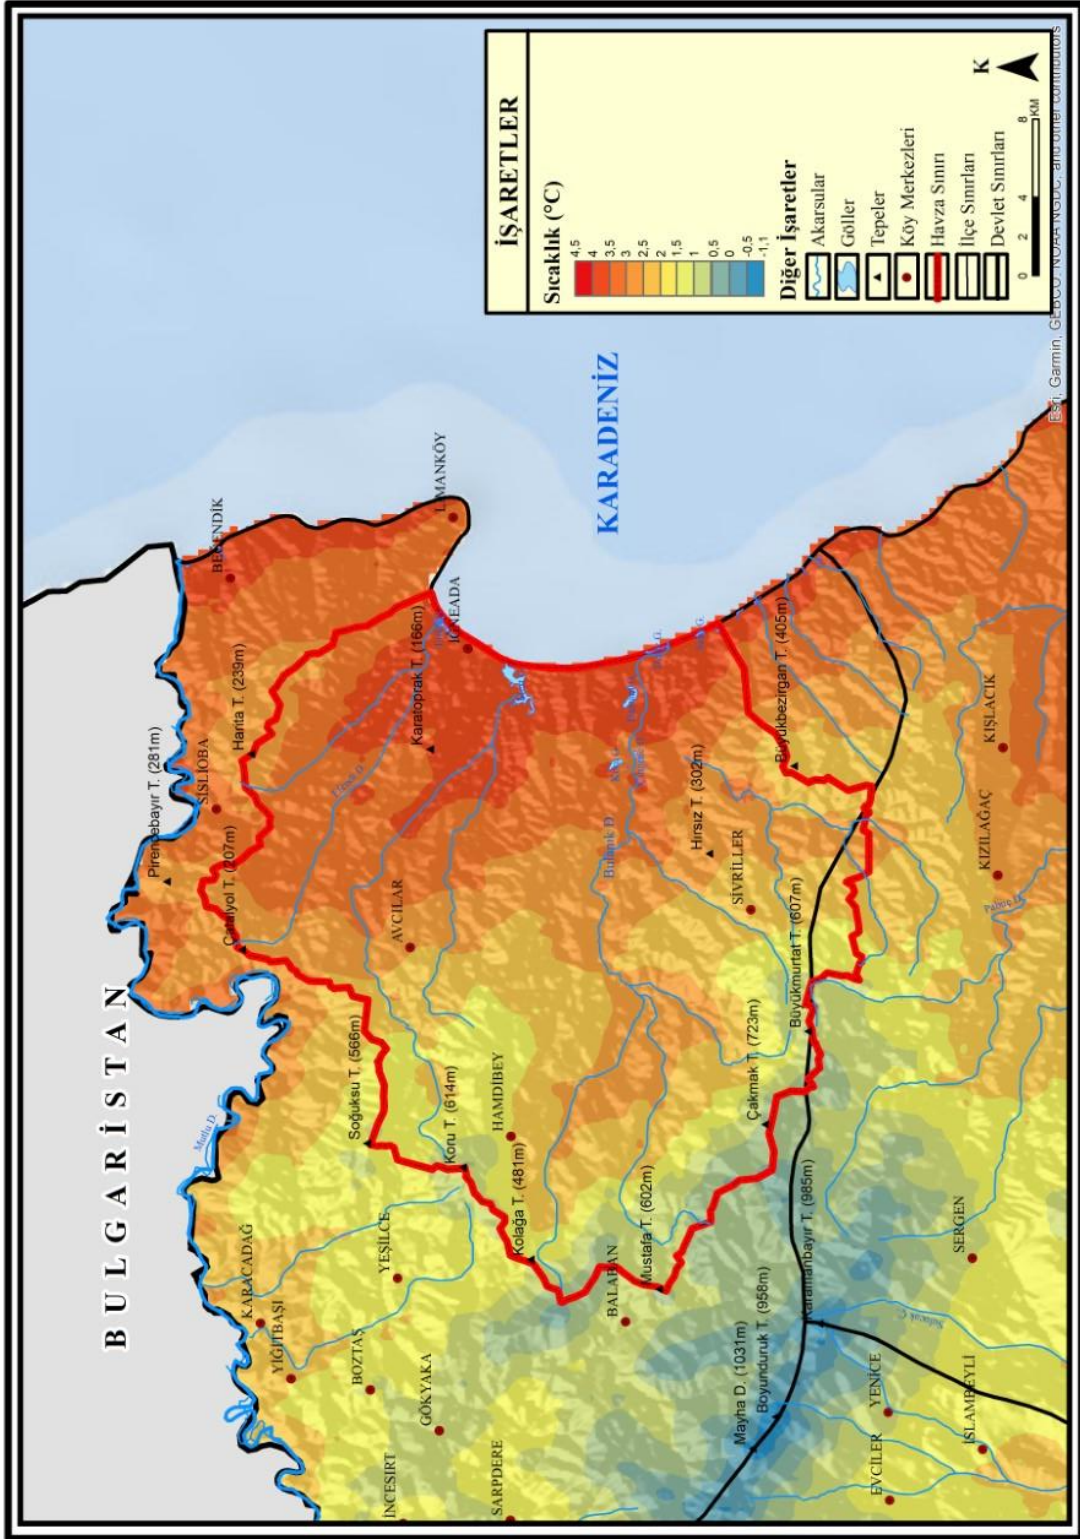 BULGARİSTAN
KARADENİZ
BEĞENDİK
LİMANKÖY
İĞNEADA
Pirencebayır T. (281m)
SİSLİOBA
Harita T. (239m)
Çatalyol T. (207m)
Karatoprak T. (166m)
AVCILAR
Bulanık D.
Hırsız T. (302m)
SİVRİLER
Büyükbezirgan T. (405m)
KIŞLACIK
KIZILAĞAÇ
Pabuç D.
Büyükmurtat T. (607m)
Çakmak T. (723m)
Soğuksu T. (566m)
Koru T. (614m)
HAMDİBEY
Kolağa T. (481m)
Mustafa T. (602m)
BALABAN
Mutlu D.
KARACADAĞ
YİĞİTBAŞI
YEŞİLCE
BOZTAŞ
GÖKYAKA
İNCESIRT
SARPDERE
Karamanbayır T. (985m)
Boyunduruk T. (958m)
Mayha D. (1031m)
SERGEN
YENİCE
EVCİLER
İSLAMBEYLİ
İŞARETLER
Sıcaklık (°C)
4,5
4
3,5
3
2,5
2
1,5
1
0,5
0
-0,5
-1,1
Diğer İşaretler
Akarsular
Göller
Tepeler
Köy Merkezleri
Havza Sınırı
İlçe Sınırları
Devlet Sınırları
K
0 2 4 8
KM
Esri, Garmin, GEBCO, NOAA NGDC, and other contributors